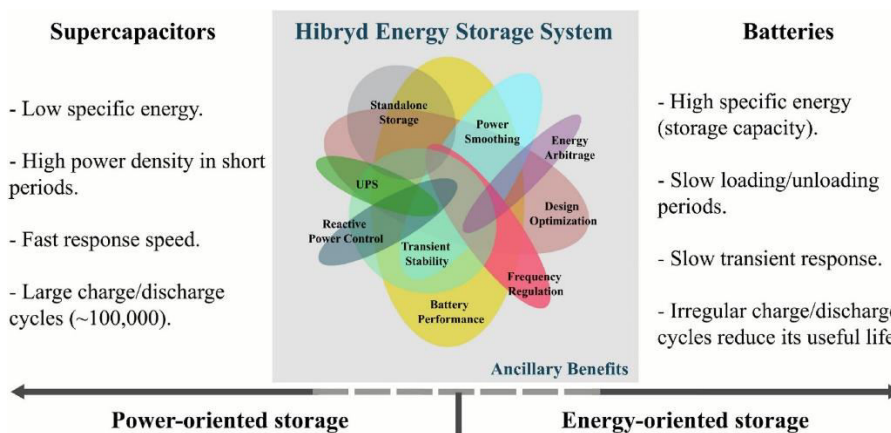 Supercapacitors
- Low specific energy.
- High power density in short
periods.
- Fast response speed.
- Large charge/discharge
cycles (~100,000).
Hibryd Energy Storage System
Standalone
Storage
Power
Smoothing
Energy
Arbitrage
UPS
Design
Optimization
Reactive
Power Control
Transient
Stability
Frequency
Regulation
Battery
Performance
Ancillary Benefits
Batteries
- High specific energy
(storage capacity).
- Slow loading/unloading
periods.
- Slow transient response.
- Irregular charge/discharge
cycles reduce its useful life
Power-oriented storage
Energy-oriented storage